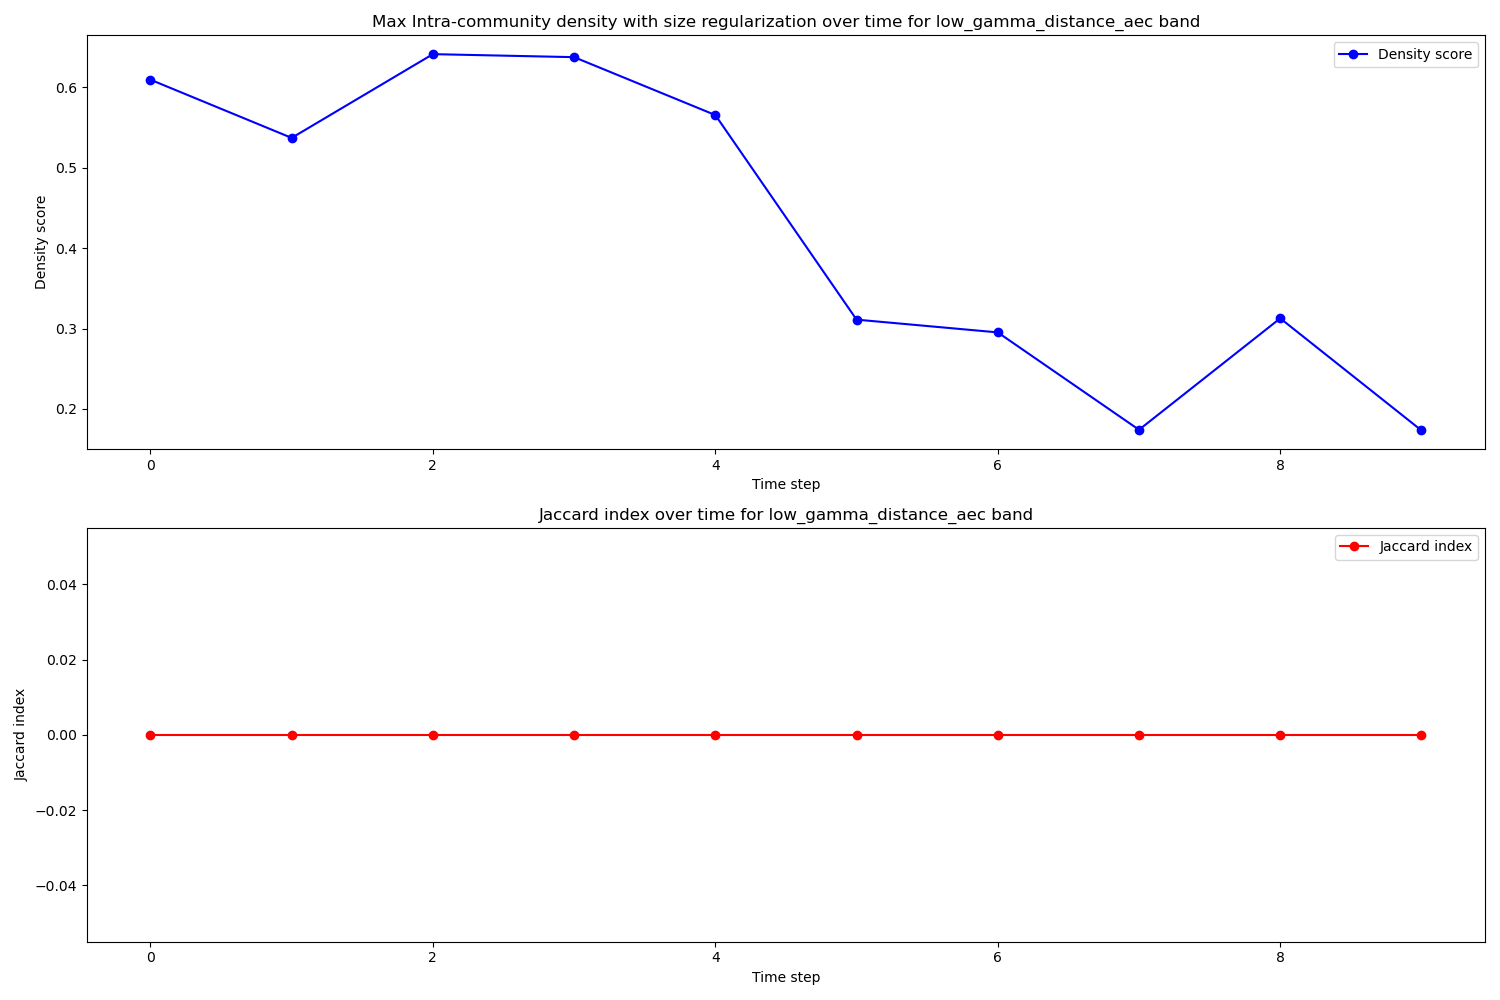 Max Intra-community density with size regularization over time for low_gamma_distance_aec band
Density score
0.6
0.5
0.4
0.3
0.2
Density score
0 2 4 6 8
Time step
Jaccard index over time for low_gamma_distance_aec band
Jaccard index
0.04
0.02
0.00
−0.02
−0.04
Jaccard index
0 2 4 6 8
Time step